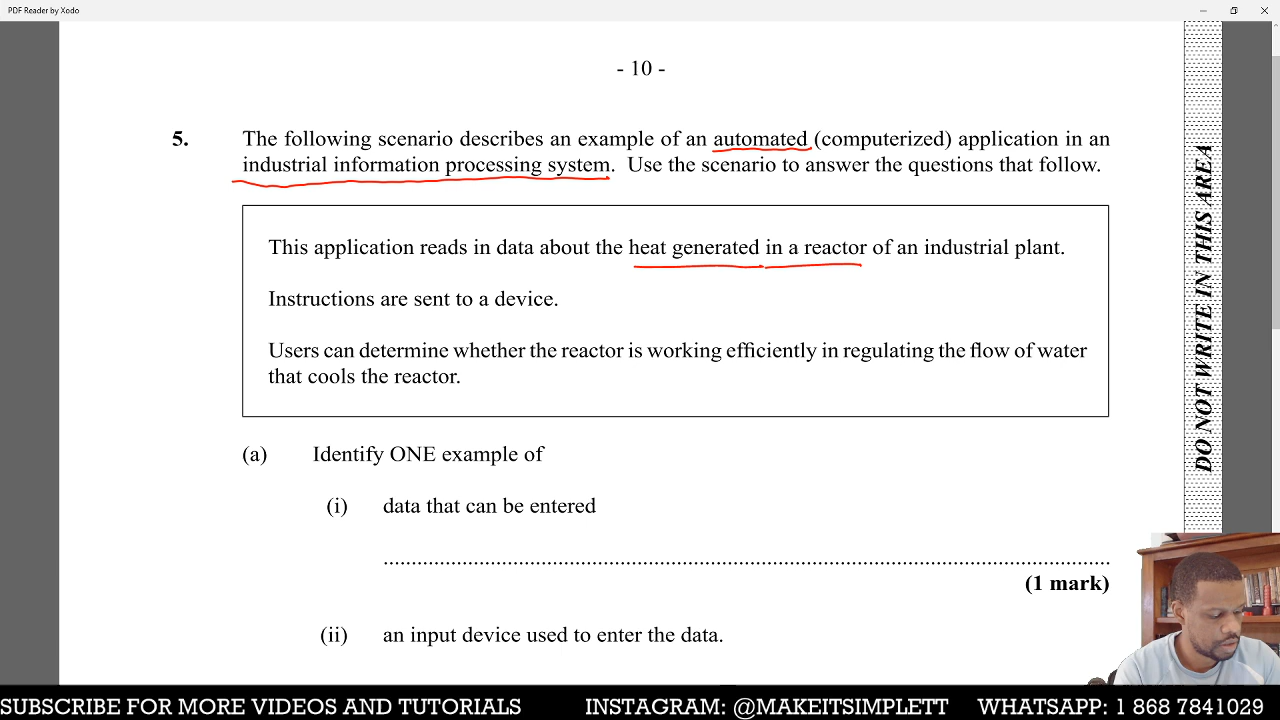 PDF Reader by Xodo
- 10 -
5. The following scenario describes an example of an automated (computerized) application in an
industrial information processing system. Use the scenario to answer the questions that follow.
This application reads in data about the heat generated in a reactor of an industrial plant.
Instructions are sent to a device.
Users can determine whether the reactor is working efficiently in regulating the flow of water
that cools the reactor.
(a) Identify ONE example of
(i) data that can be entered
(1 mark)
(ii) an input device used to enter the data.
DO NOT WRITE IN THIS AREA
SUBSCRIBE FOR MORE VIDEOS AND TUTORIALS INSTAGRAM: @MAKEITSIMPLETT WHATSAPP: 1 868 7841029